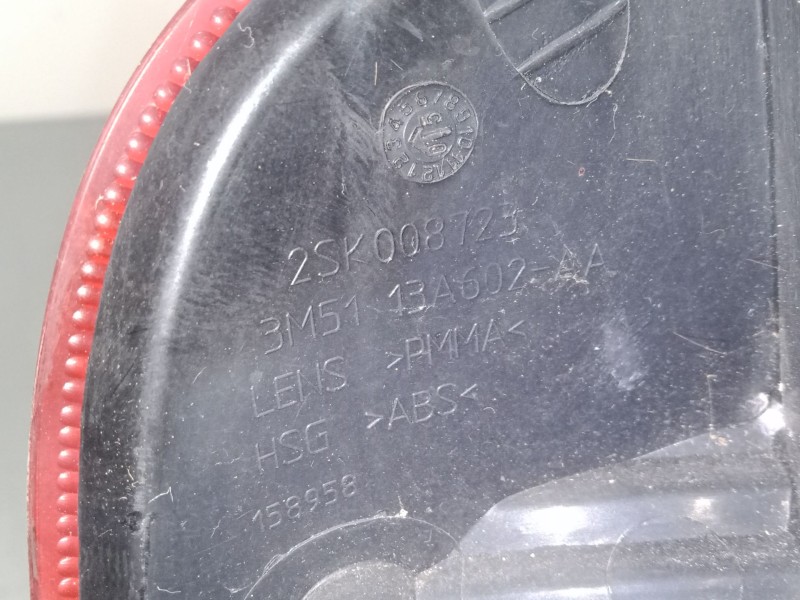 2SK008723
3M51 13A602-AA
LENS >PMMA<
HSG >ABS<
158958